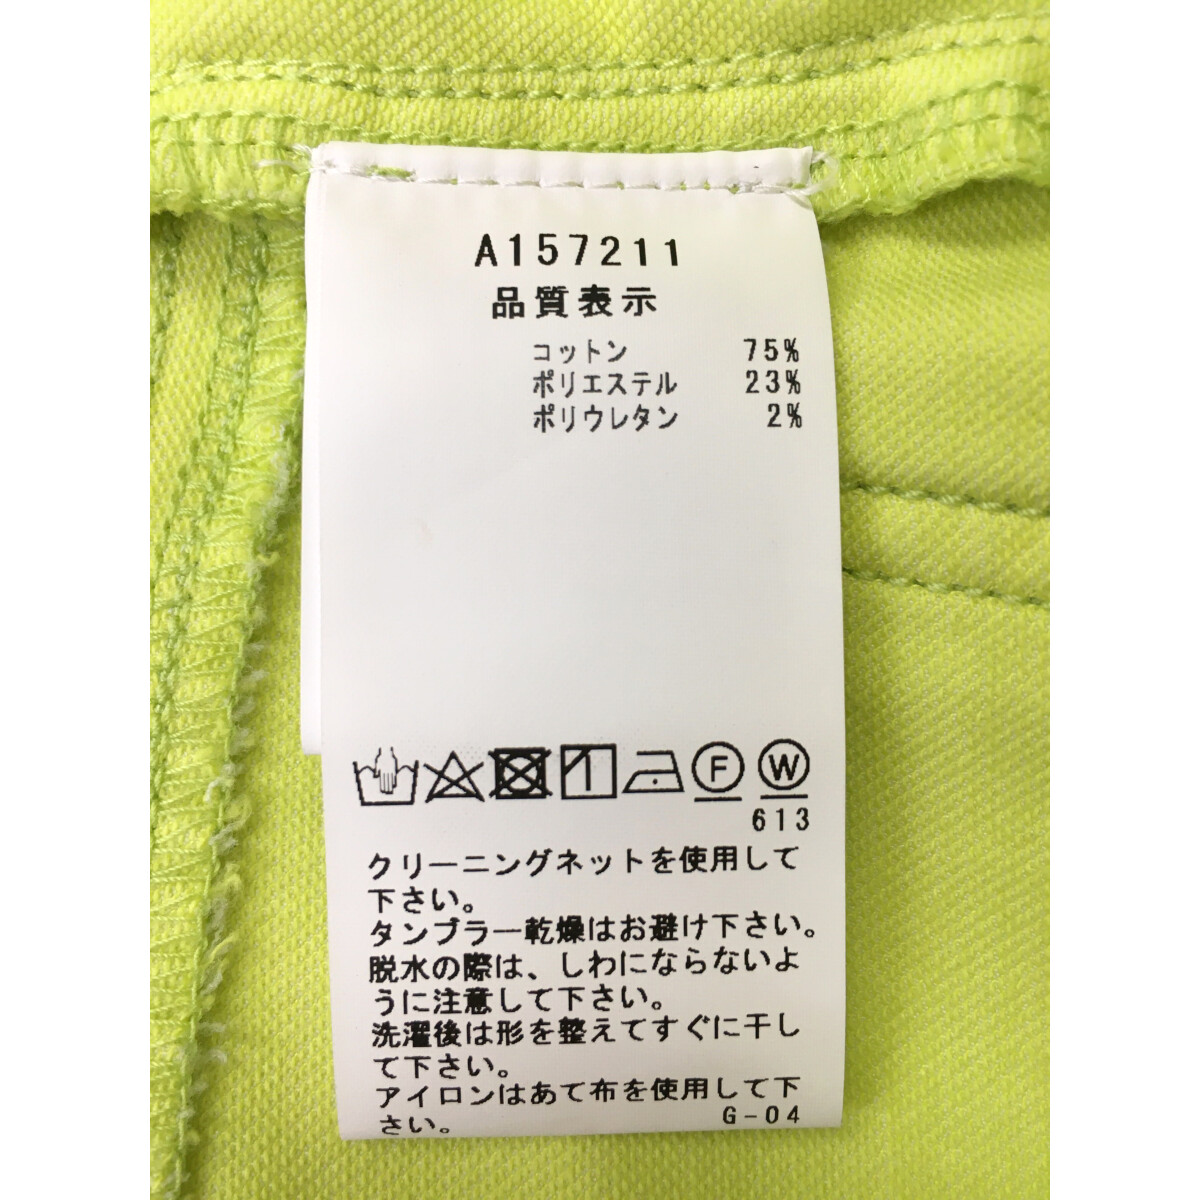 A157211
品質表示
コットン 75%
ポリエステル 23%
ポリウレタン 2%
F W
613
クリーニングネットを使用して
下さい。
タンブラー乾燥はお避け下さい。
脱水の際は、しわにならないよ
うに注意して下さい。
洗濯後は形を整えてすぐに干し
て下さい。
アイロンはあて布を使用して下
さい。 G-04